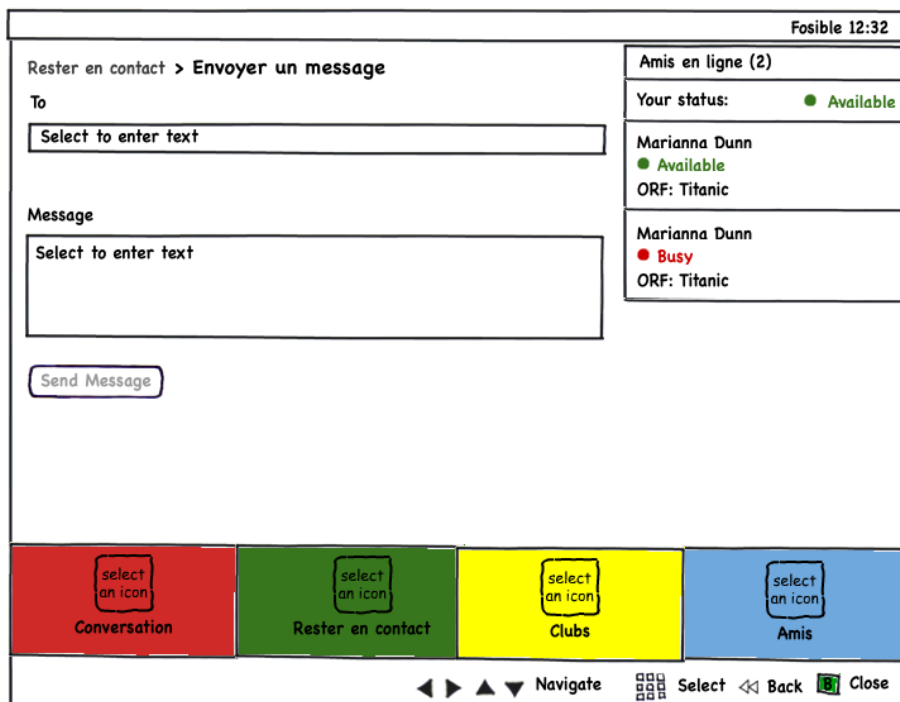 Fosible 12:32
Rester en contact > Envoyer un message
To
Select to enter text
Message
Select to enter text
Send Message
Amis en ligne (2)
Your status: Available
Marianna Dunn
Available
ORF: Titanic
Marianna Dunn
Busy
ORF: Titanic
select
an icon
Conversation
select
an icon
Rester en contact
select
an icon
Clubs
select
an icon
Amis
Navigate Select Back B Close